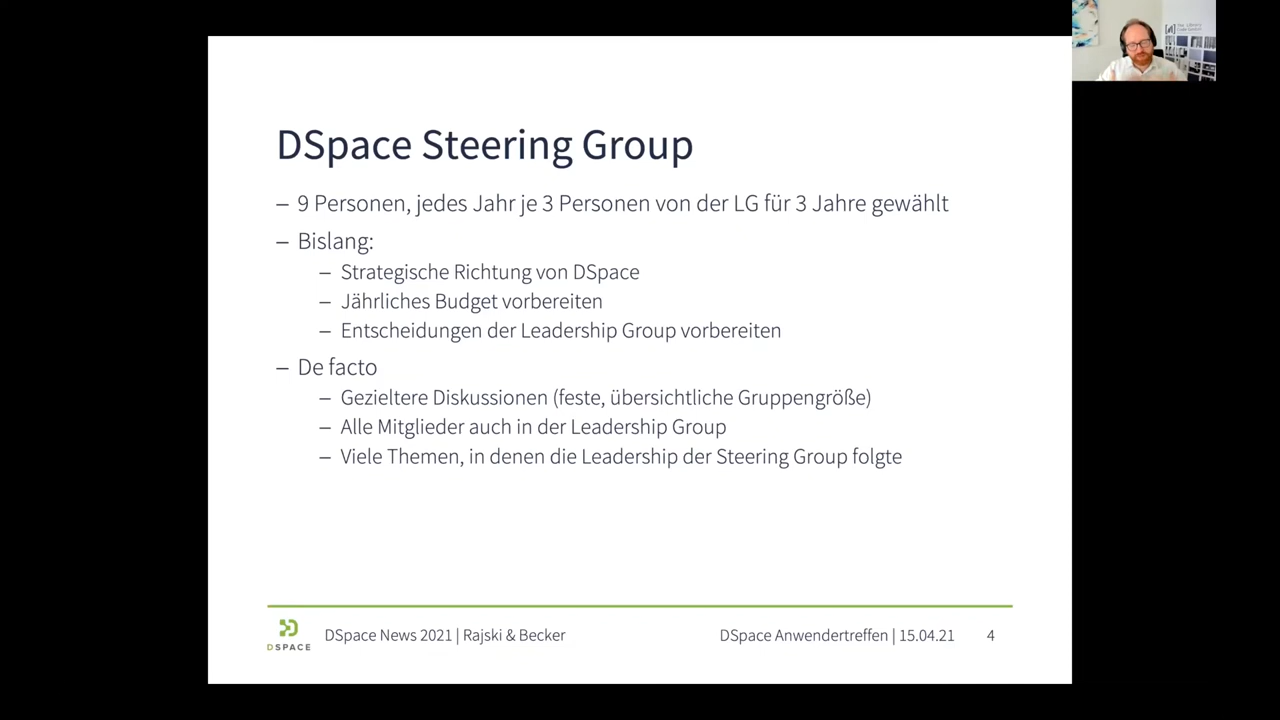 DSpace Steering Group
– 9 Personen, jedes Jahr je 3 Personen von der LG für 3 Jahre gewählt
– Bislang:
– Strategische Richtung von DSpace
– Jährliches Budget vorbereiten
– Entscheidungen der Leadership Group vorbereiten
– De facto
– Gezieltere Diskussionen (feste, übersichtliche Gruppengröße)
– Alle Mitglieder auch in der Leadership Group
– Viele Themen, in denen die Leadership der Steering Group folgte
DSPACE
DSpace News 2021 | Rajski & Becker
DSpace Anwendertreffen | 15.04.21 4